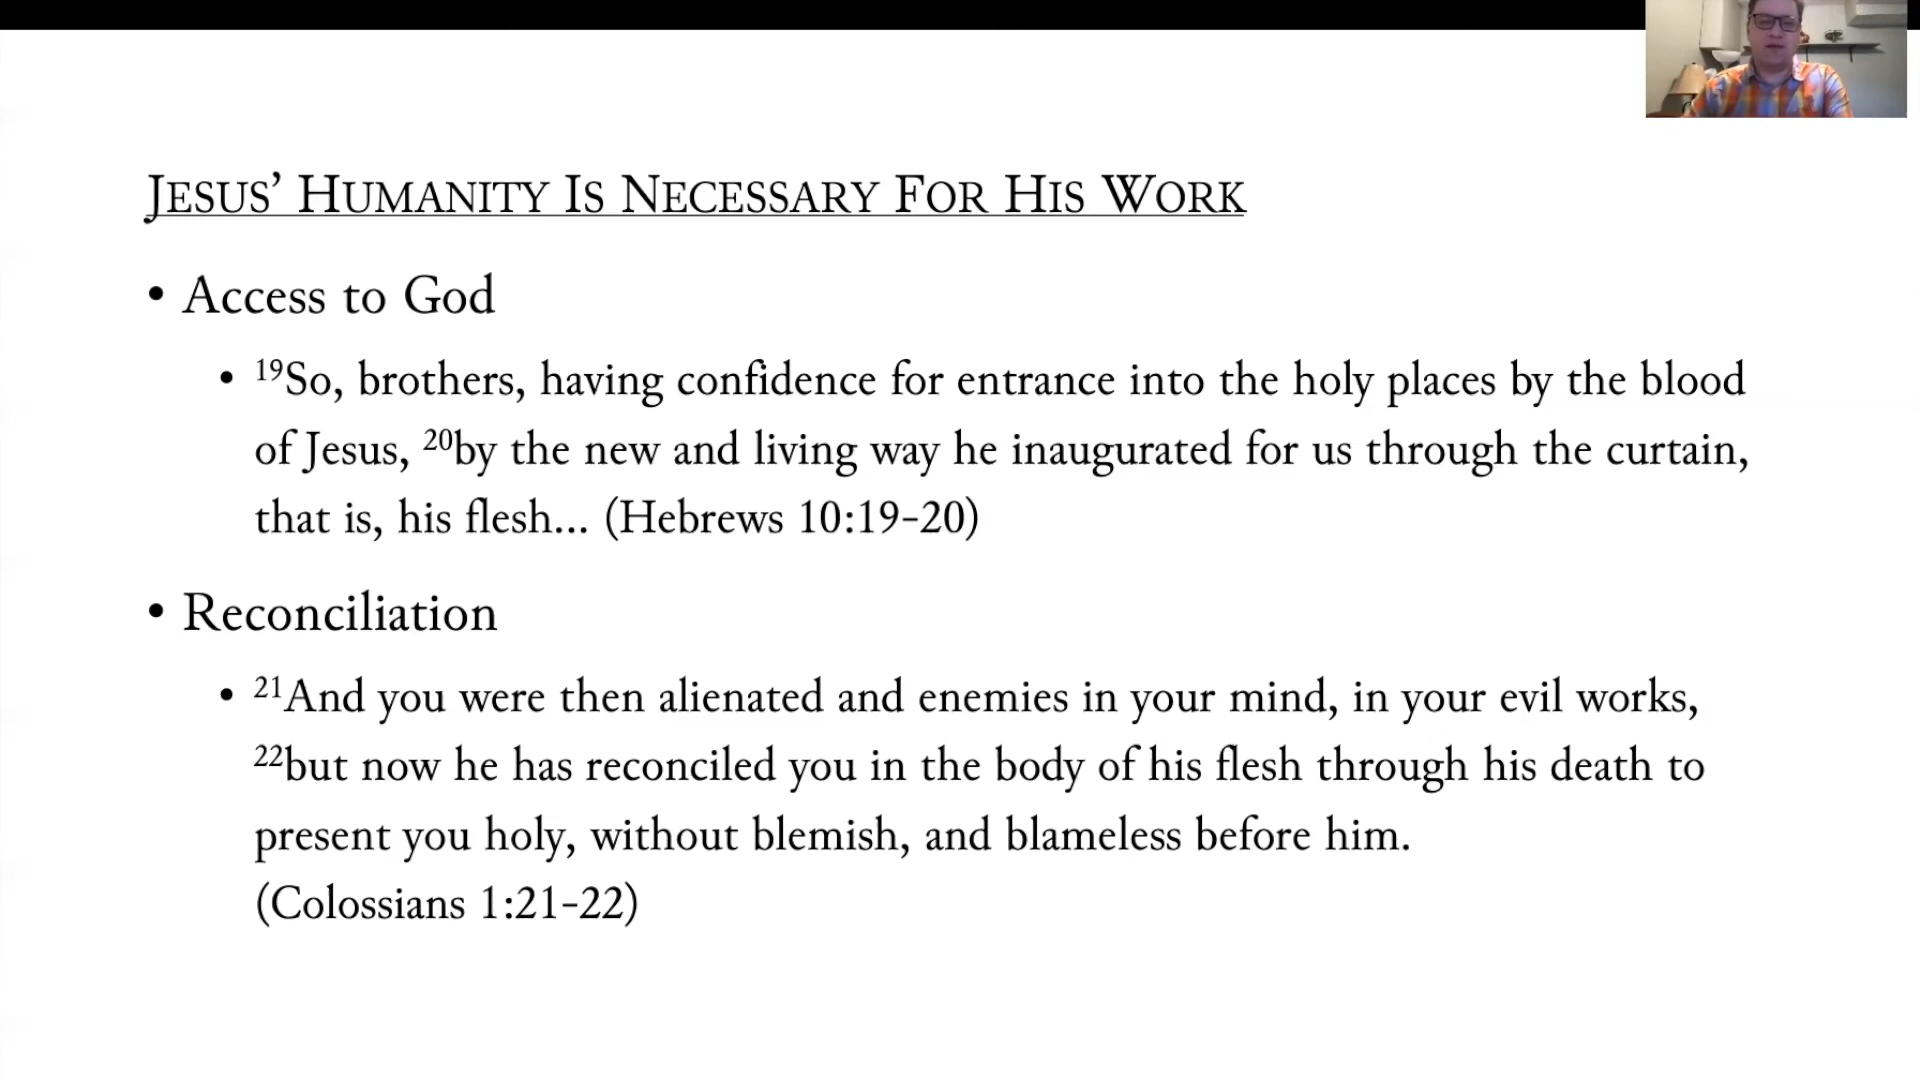 JESUS’ HUMANITY IS NECESSARY FOR HIS WORK
• Access to God
• ¹⁹So, brothers, having confidence for entrance into the holy places by the blood
of Jesus, ²⁰by the new and living way he inaugurated for us through the curtain,
that is, his flesh... (Hebrews 10:19-20)
• Reconciliation
• ²¹And you were then alienated and enemies in your mind, in your evil works,
²²but now he has reconciled you in the body of his flesh through his death to
present you holy, without blemish, and blameless before him.
(Colossians 1:21-22)